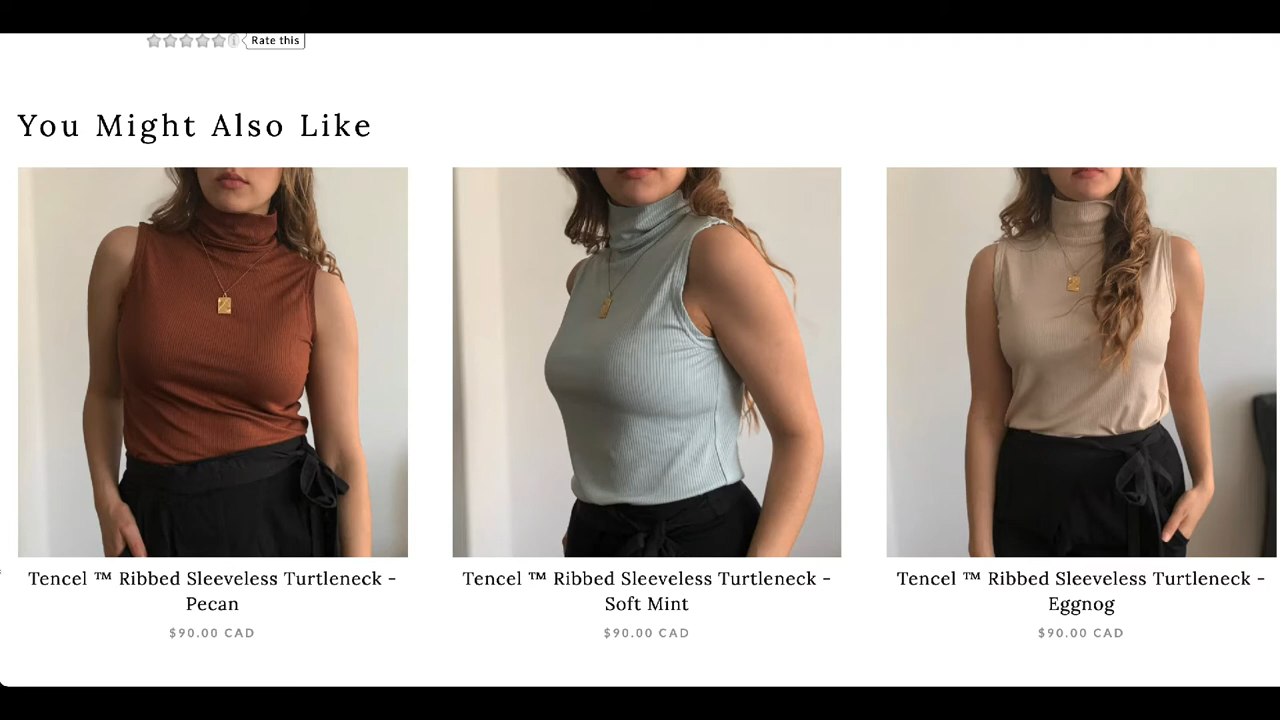 Rate this
You Might Also Like
Tencel ™ Ribbed Sleeveless Turtleneck -
Pecan
$90.00 CAD
Tencel ™ Ribbed Sleeveless Turtleneck -
Soft Mint
$90.00 CAD
Tencel ™ Ribbed Sleeveless Turtleneck -
Eggnog
$90.00 CAD